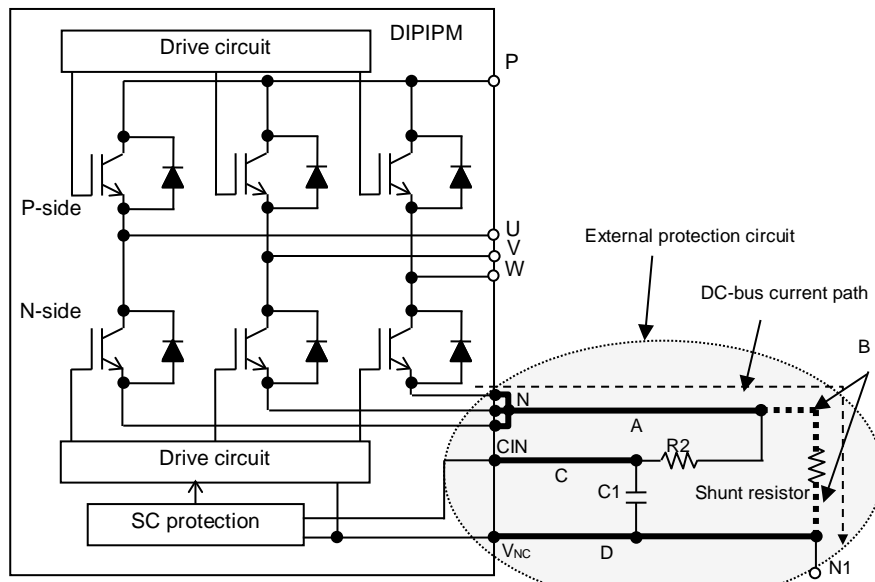 DIPIPM
Drive circuit
P
P-side
U
V
W
External protection circuit
DC-bus current path
N-side
B
N
A
CIN
R2
Drive circuit
C
C1
Shunt resistor
SC protection
VNC
D
N1